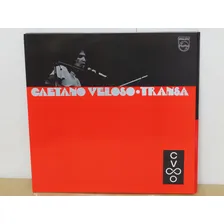 PHILIPS
CAETANO VELOSO-TRANSA
CV
∞